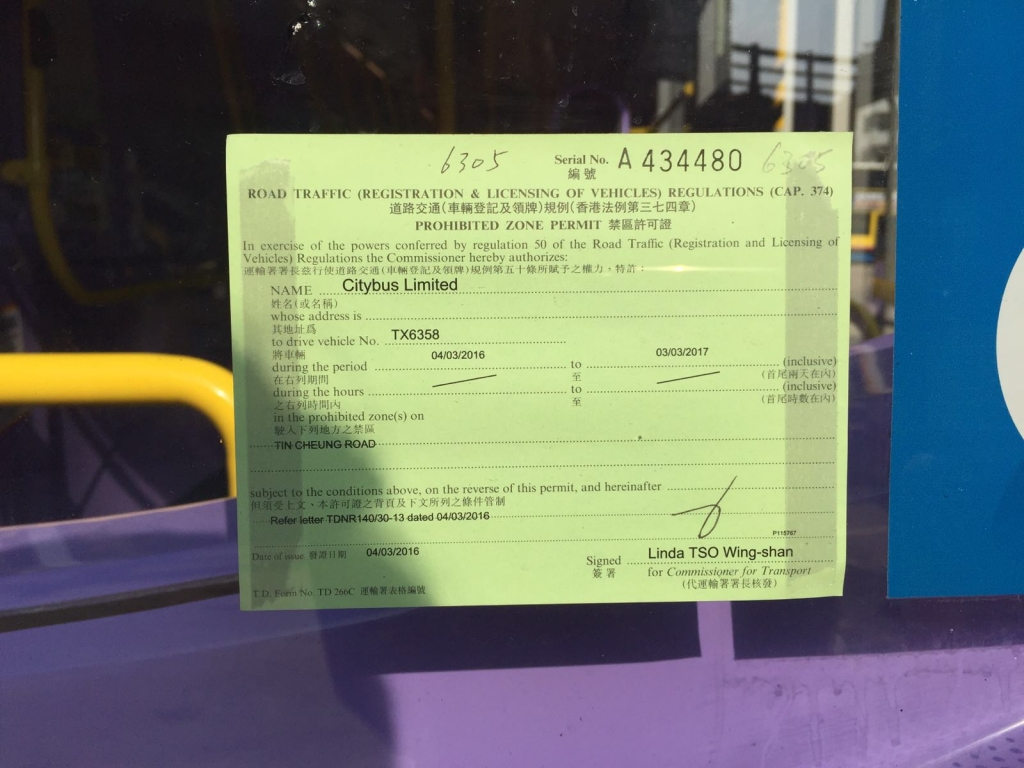 6305 Serial No. A 434480 6305
編號
ROAD TRAFFIC (REGISTRATION & LICENSING OF VEHICLES) REGULATIONS (CAP. 374)
道路交通(車輛登記及領牌)規例(香港法例第三七四章)
PROHIBITED ZONE PERMIT 禁區許可證
In exercise of the powers conferred by regulation 50 of the Road Traffic (Registration and Licensing of
Vehicles) Regulations the Commissioner hereby authorizes:
運輸署署長茲行使道路交通(車輛登記及領牌)規例第五十條所賦予之權力，特許：
NAME Citybus Limited
姓名(或名稱)
whose address is
其地址爲
to drive vehicle No. TX6358
將車輛
during the period 04/03/2016 to 03/03/2017 (inclusive)
在右列期間 至 (首尾兩天在內)
during the hours to (inclusive)
之右列時間內 至 (首尾時數在內)
in the prohibited zone(s) on
駛入下列地方之禁區
TIN CHEUNG ROAD
subject to the conditions above, on the reverse of this permit, and hereinafter
但須受上文、本許可證之背頁及下文所列之條件管制
Refer letter TDNR140/30-13 dated 04/03/2016
P115767
Date of issue 發證日期 04/03/2016
Signed Linda TSO Wing-shan
簽署 for Commissioner for Transport
(代運輸署署長核發)
T.D. Form No. TD 266C 運輸署表格編號